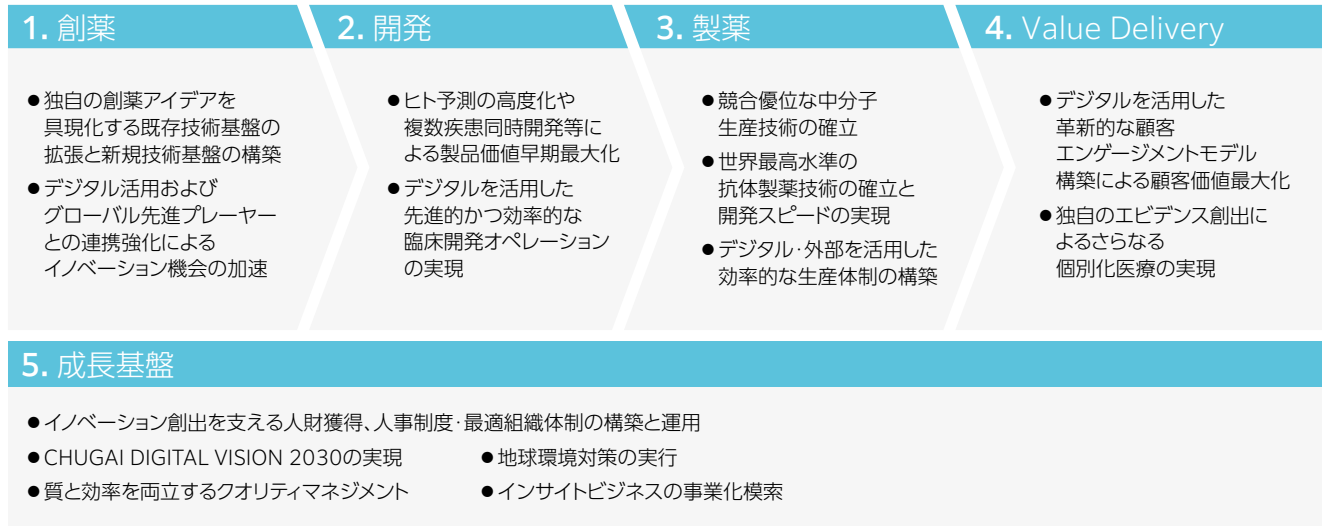 1. 創薬
● 独自の創薬アイデアを
具現化する既存技術基盤の
拡張と新規技術基盤の構築
● デジタル活用および
グローバル先進プレーヤー
との連携強化による
イノベーション機会の加速
2. 開発
● ヒト予測の高度化や
複数疾患同時開発等に
よる製品価値早期最大化
● デジタルを活用した
先進的かつ効率的な
臨床開発オペレーション
の実現
3. 製薬
● 競合優位な中分子
生産技術の確立
● 世界最高水準の
抗体製薬技術の確立と
開発スピードの実現
● デジタル・外部を活用した
効率的な生産体制の構築
4. Value Delivery
● デジタルを活用した
革新的な顧客
エンゲージメントモデル
構築による顧客価値最大化
● 独自のエビデンス創出に
よるさらなる
個別化医療の実現
5. 成長基盤
● イノベーション創出を支える人財獲得、人事制度・最適組織体制の構築と運用
● CHUGAI DIGITAL VISION 2030の実現
● 地球環境対策の実行
● 質と効率を両立するクオリティマネジメント
● インサイトビジネスの事業化模索